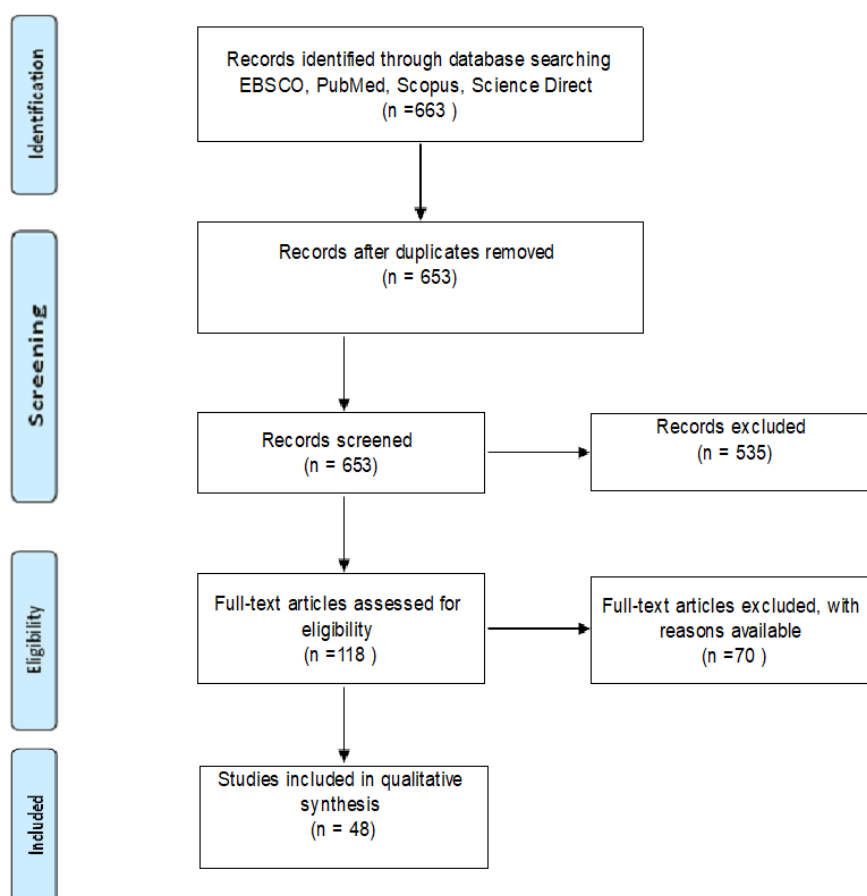 Identification
Records identified through database searching
EBSCO, PubMed, Scopus, Science Direct
(n =663 )
Screening
Records after duplicates removed
(n = 653)
Records screened
(n = 653)
Records excluded
(n = 535)
Eligibility
Full-text articles assessed for
eligibility
(n =118 )
Full-text articles excluded, with
reasons available
(n =70 )
Included
Studies included in qualitative
synthesis
(n = 48)